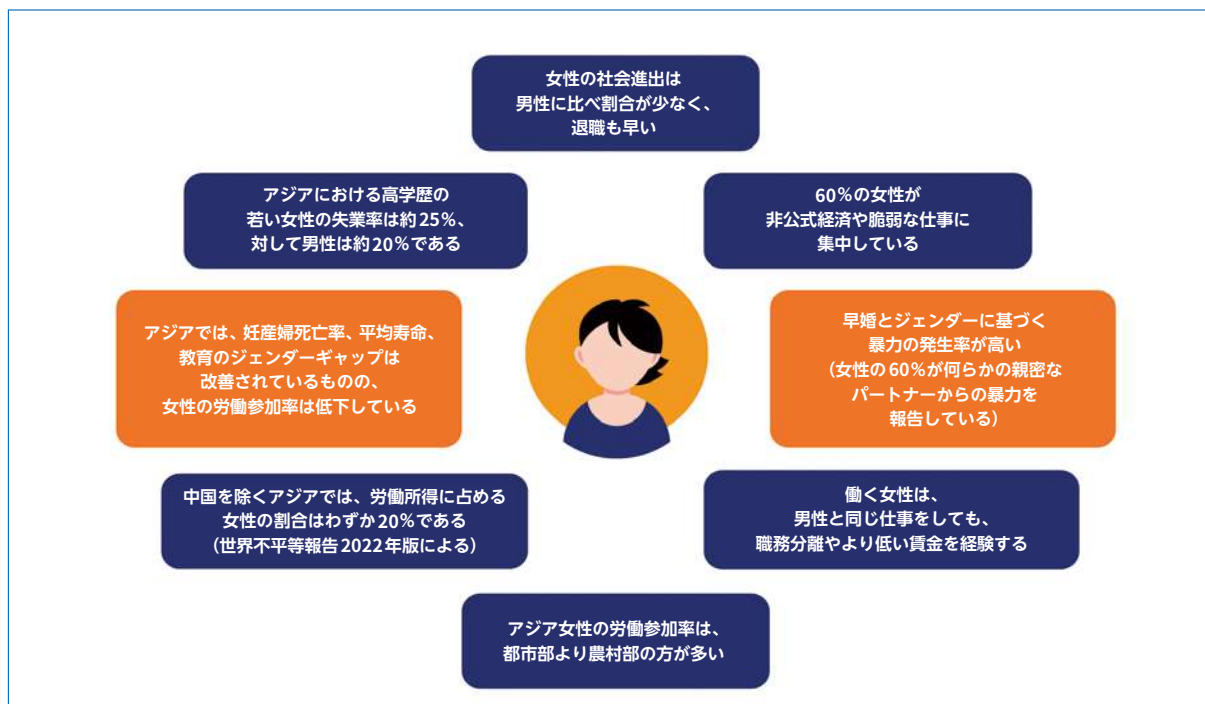 女性の社会進出は
男性に比べ割合が少なく、
退職も早い
アジアにおける高学歴の
若い女性の失業率は約25%、
対して男性は約20%である
60%の女性が
非公式経済や脆弱な仕事に
集中している
アジアでは、妊産婦死亡率、平均寿命、
教育のジェンダーギャップは
改善されているものの、
女性の労働参加率は低下している
早婚とジェンダーに基づく
暴力の発生率が高い
(女性の60%が何らかの親密な
パートナーからの暴力を
報告している)
中国を除くアジアでは、労働所得に占める
女性の割合はわずか20%である
(世界不平等報告2022年版による)
働く女性は、
男性と同じ仕事をしても、
職務分離やより低い賃金を経験する
アジア女性の労働参加率は、
都市部より農村部の方が多い